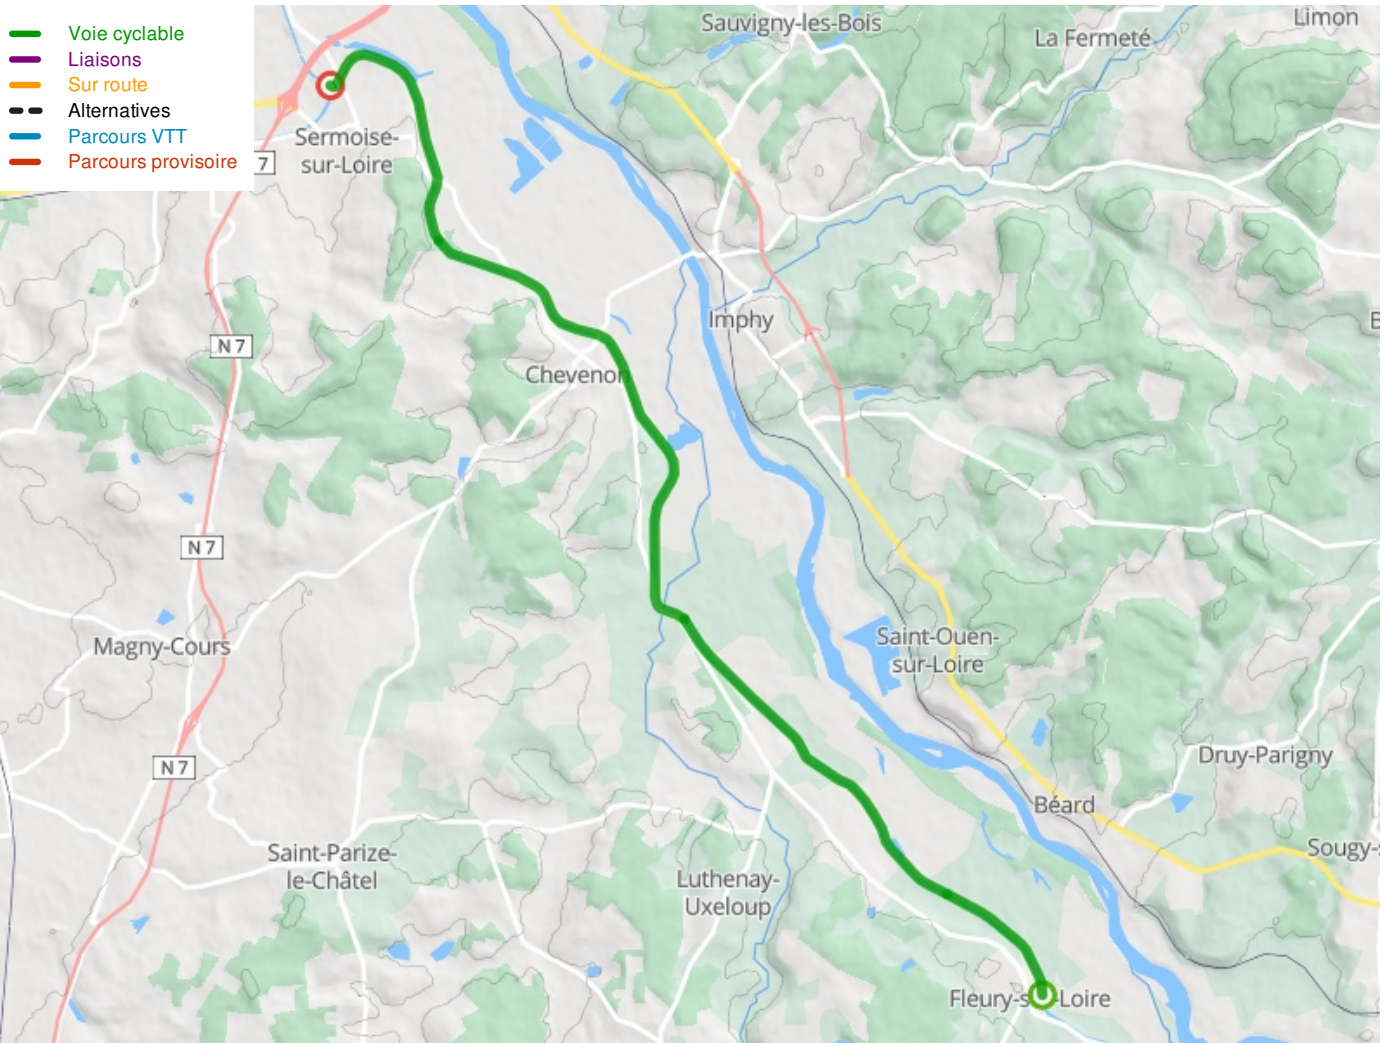 Voie cyclable
Liaisons
Sur route
Alternatives
Parcours VTT
Parcours provisoire
Sauvigny-les-Bois
Limon
La Fermeté
Sermoise-
sur-Loire
7
Imphy
N 7
Chevenon
N 7
Saint-Ouen-
sur-Loire
Magny-Cours
Druy-Parigny
N 7
Béard
Saint-Parize-
le-Châtel
Sougy-
Luthenay-
Uxeloup
Fleury-s Loire